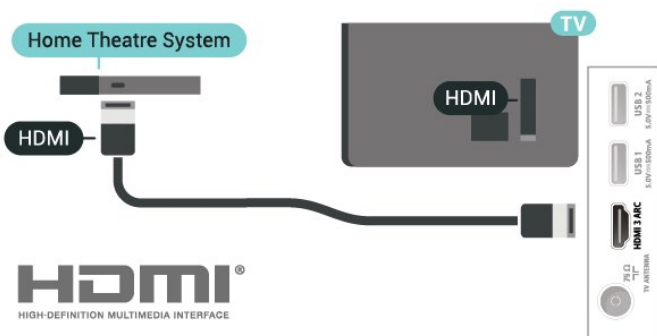 Home Theatre System
TV
HDMI
HDMI
USB 2
5.0V⎓500mA
USB 1
5.0V⎓500mA
HDMI 3 ARC
75 Ω
TV ANTENNA
HDMI®
HIGH-DEFINITION MULTIMEDIA INTERFACE